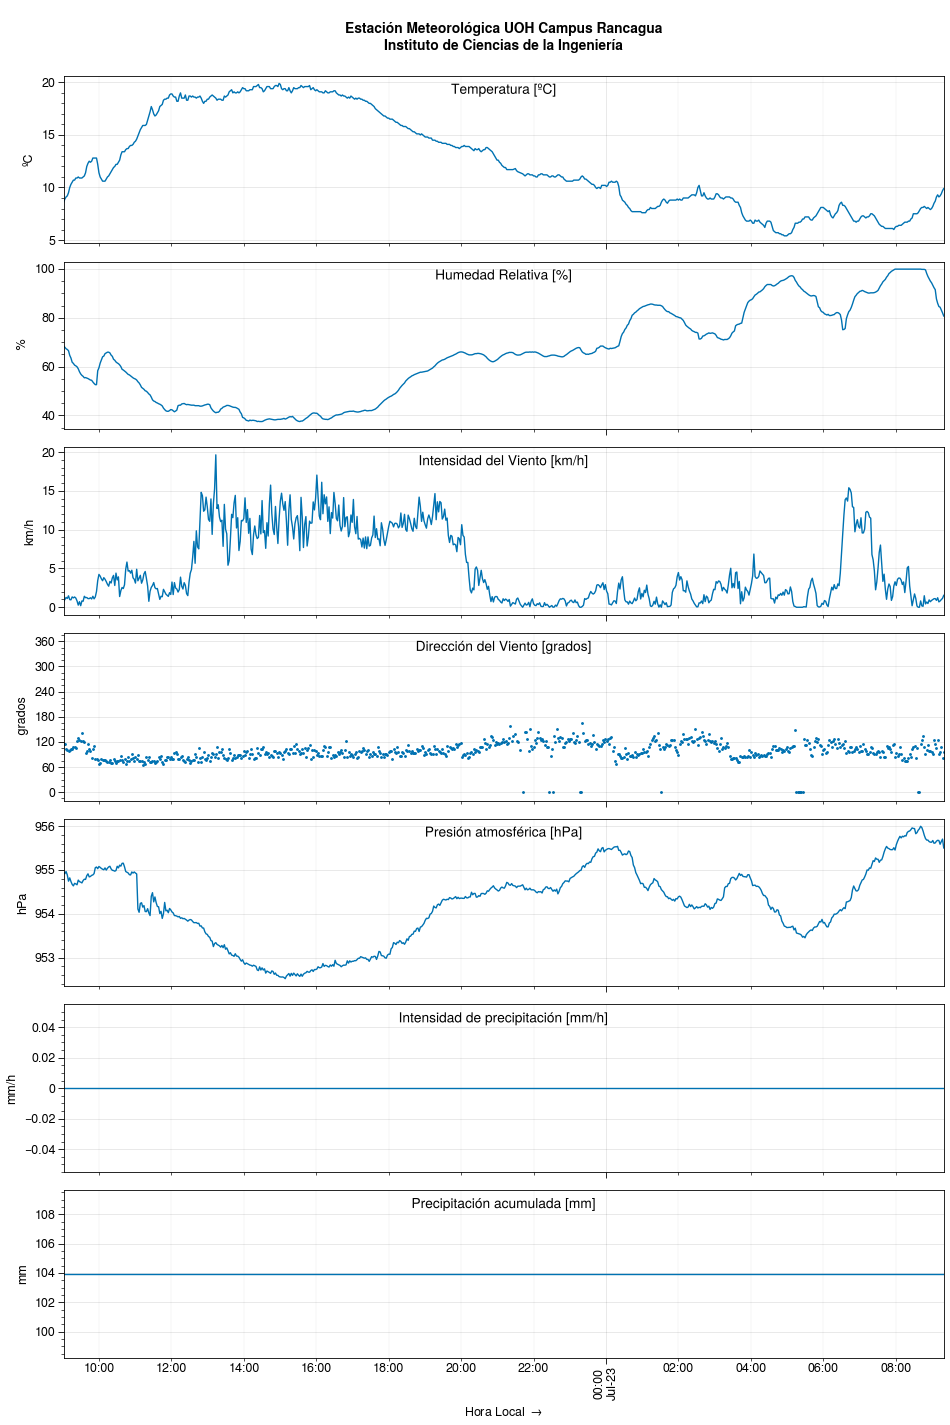 Estación Meteorológica UOH Campus Rancagua
Instituto de Ciencias de la Ingeniería
Temperatura [ºC]
20
15
10
5
ºC
Humedad Relativa [%]
100
80
60
40
%
Intensidad del Viento [km/h]
20
15
10
5
0
km/h
Dirección del Viento [grados]
360
300
240
180
120
60
0
grados
Presión atmosférica [hPa]
956
955
954
953
hPa
Intensidad de precipitación [mm/h]
0.04
0.02
0
−0.02
−0.04
mm/h
Precipitación acumulada [mm]
108
106
104
102
100
mm
10:00 12:00 14:00 16:00 18:00 20:00 22:00 00:00 02:00 04:00 06:00 08:00
Jul-23
Hora Local →